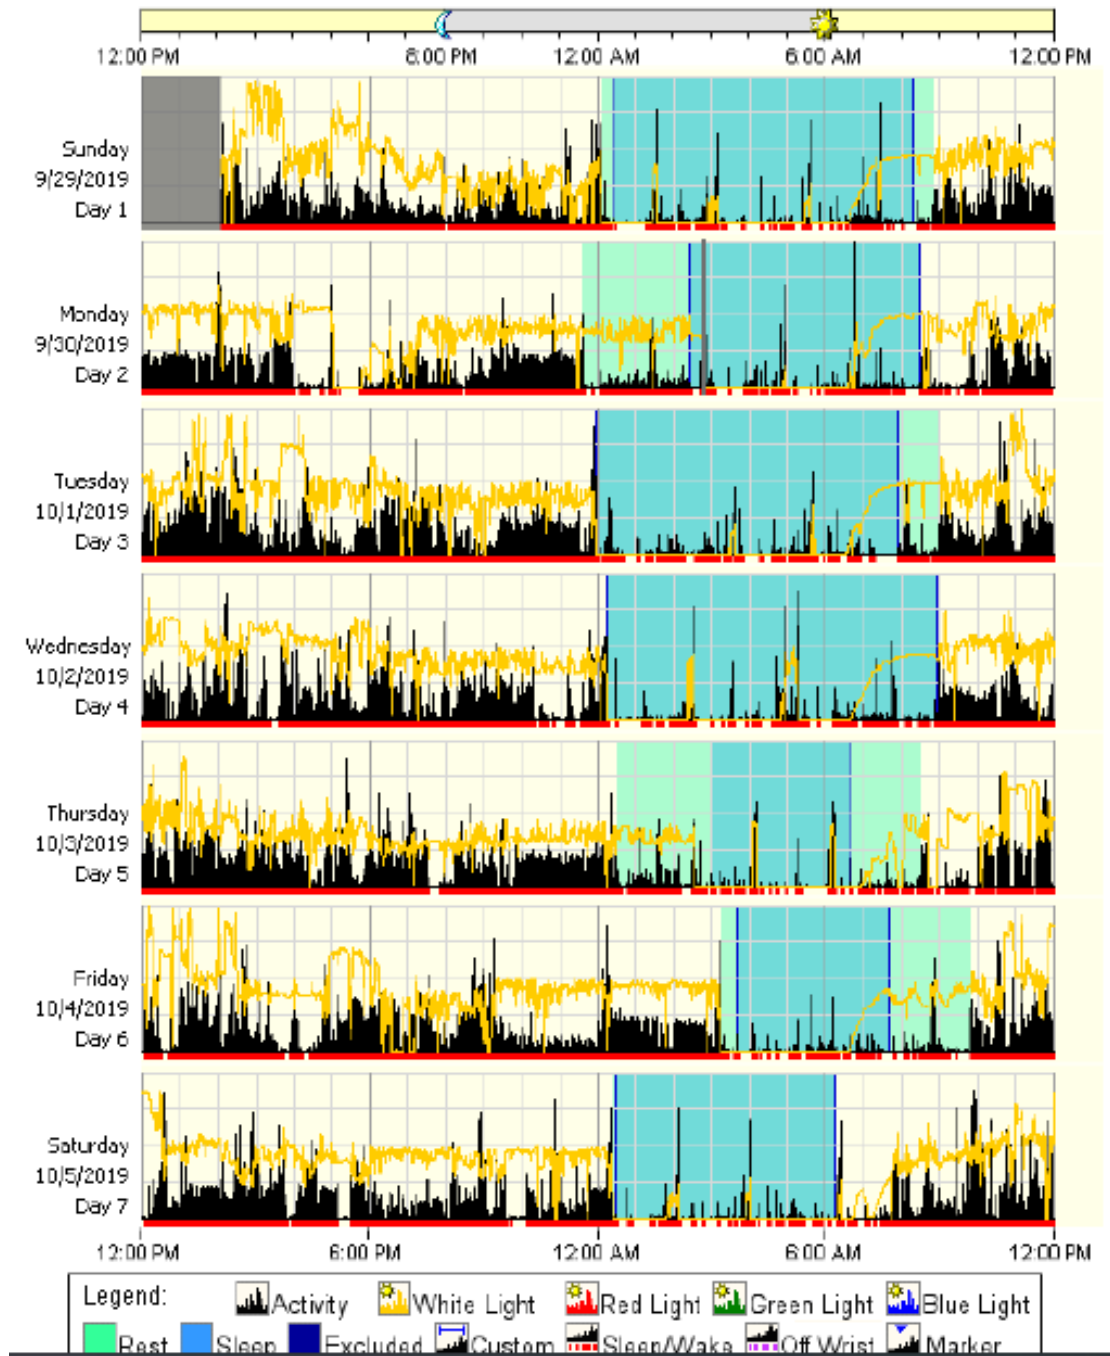 12:00 PM 6:00 PM 12:00 AM 6:00 AM 12:00 PM
Sunday
9/29/2019
Day 1
Monday
9/30/2019
Day 2
Tuesday
10/1/2019
Day 3
Wednesday
10/2/2019
Day 4
Thursday
10/3/2019
Day 5
Friday
10/4/2019
Day 6
Saturday
10/5/2019
Day 7
12:00 PM 6:00 PM 12:00 AM 6:00 AM 12:00 PM
Legend: Activity White Light Red Light Green Light Blue Light
Rest Sleep Excluded Custom Sleep/Wake Off Wrist Marker